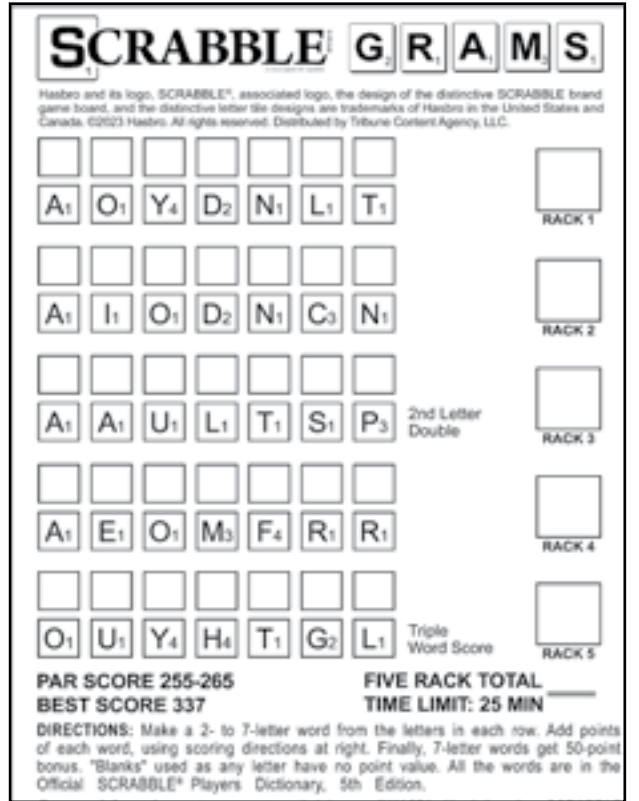 SCRABBLE G2 R1 A1 M3 S1
Hasbro and its logo, SCRABBLE®, associated logo, the design of the distinctive SCRABBLE brand
game board, and the distinctive letter tile designs are trademarks of Hasbro in the United States and
Canada. ©2023 Hasbro. All rights reserved. Distributed by Tribune Content Agency, LLC.
A1 O1 Y4 D2 N1 L1 T1
RACK 1
A1 I1 O1 D2 N1 C3 N1
RACK 2
A1 A1 U1 L1 T1 S1 P3 2nd Letter
Double
RACK 3
A1 E1 O1 M3 F4 R1 R1
RACK 4
O1 U1 Y4 H4 T1 G2 L1 Triple
Word Score
RACK 5
PAR SCORE 255-265 FIVE RACK TOTAL
BEST SCORE 337 TIME LIMIT: 25 MIN
DIRECTIONS: Make a 2- to 7-letter word from the letters in each row. Add points
of each word, using scoring directions at right. Finally, 7-letter words get 50-point
bonus. "Blanks" used as any letter have no point value. All the words are in the
Official SCRABBLE® Players Dictionary, 5th Edition.